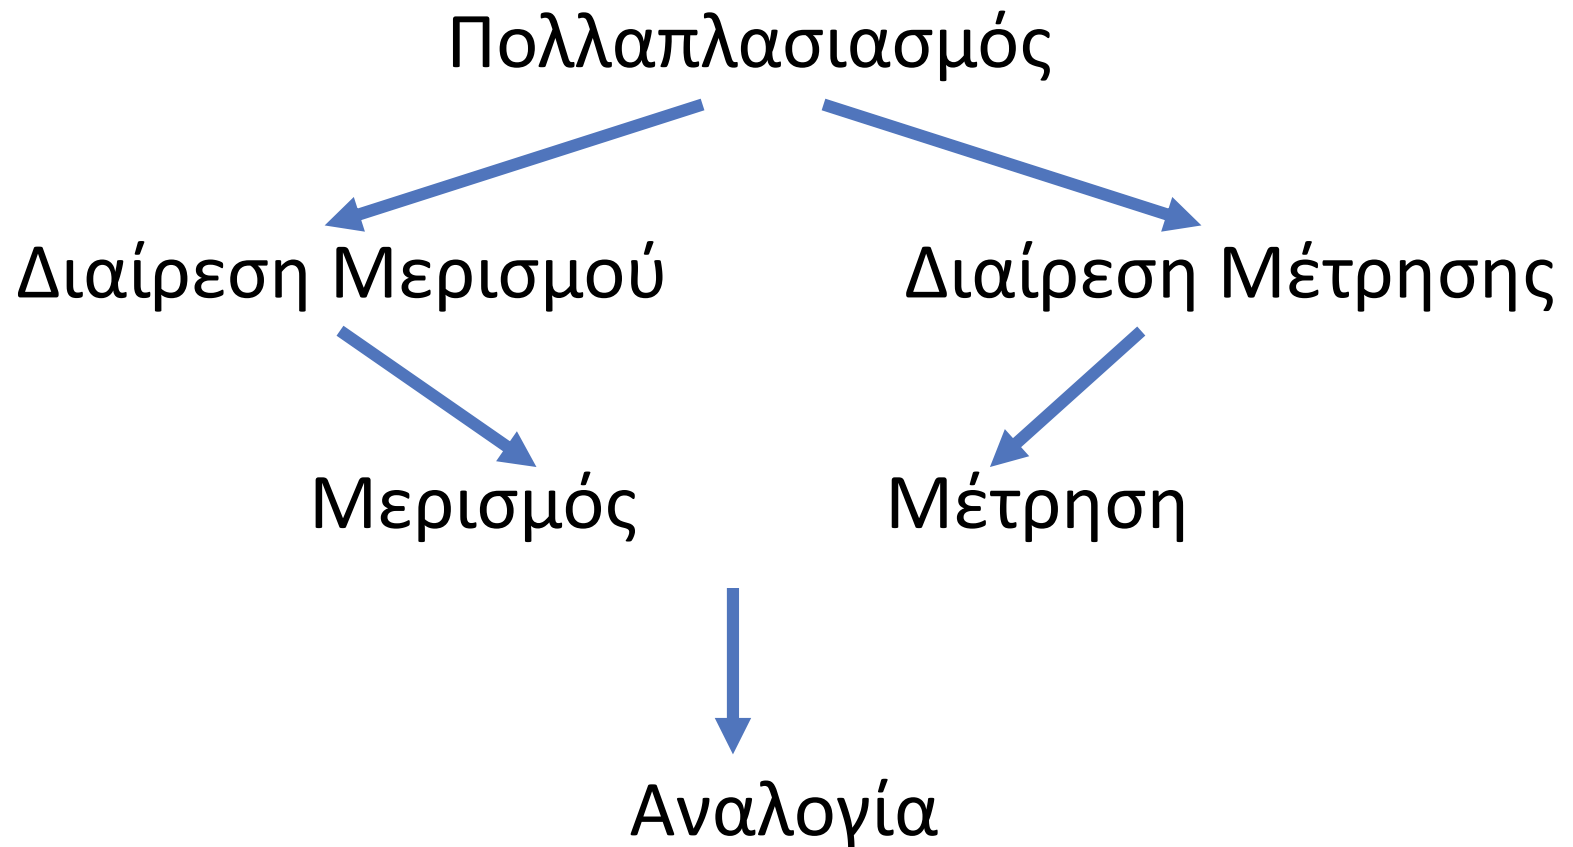 Πολλαπλασιασμός
Διαίρεση Μερισμού
Διαίρεση Μέτρησης
Μερισμός
Μέτρηση
Αναλογία